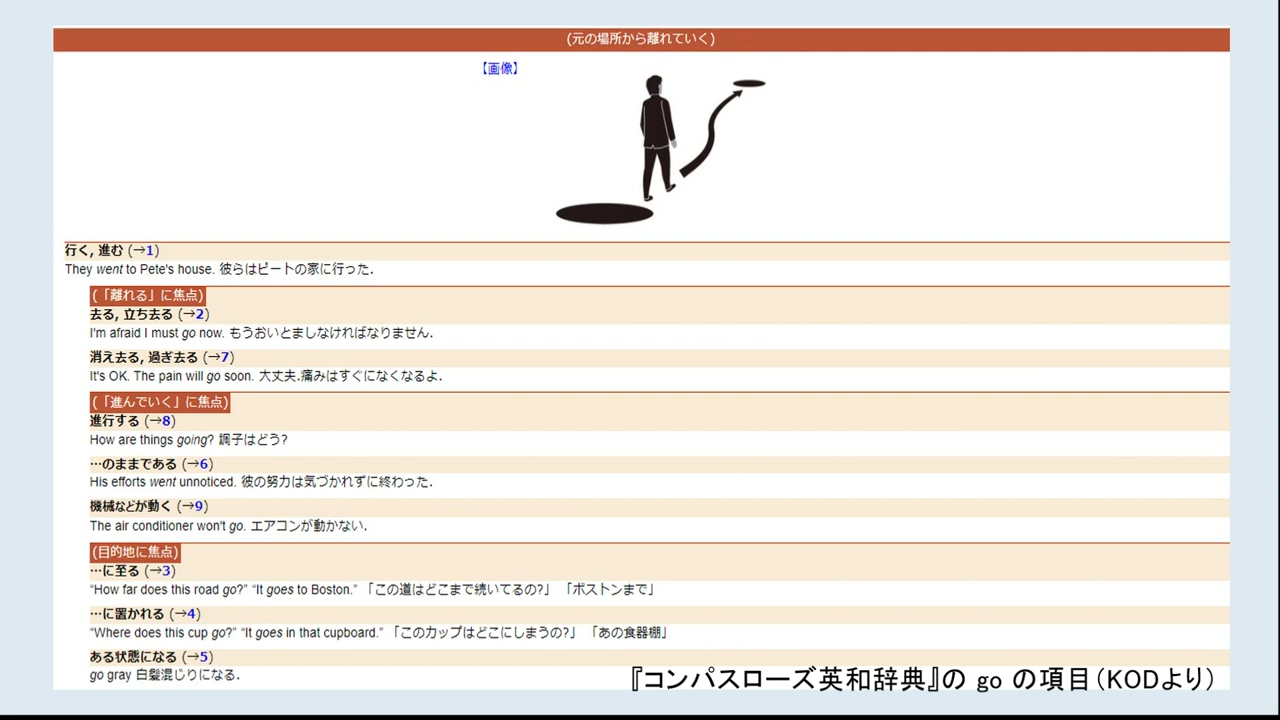 (元の場所から離れていく)
【画像】
行く, 進む (→1)
They went to Pete's house. 彼らはピートの家に行った.
(「離れる」に焦点)
去る, 立ち去る (→2)
I'm afraid I must go now. もうおいとましなければなりません.
消え去る, 過ぎ去る (→7)
It's OK. The pain will go soon. 大丈夫.痛みはすぐになくなるよ.
(「進んでいく」に焦点)
進行する (→8)
How are things going? 調子はどう?
…のままである (→6)
His efforts went unnoticed. 彼の努力は気づかれずに終わった.
機械などが動く (→9)
The air conditioner won't go. エアコンが動かない.
(目的地に焦点)
…に至る (→3)
“How far does this road go?” “It goes to Boston.” 「この道はどこまで続いてるの?」 「ボストンまで」
…に置かれる (→4)
“Where does this cup go?” “It goes in that cupboard.” 「このカップはどこにしまうの?」 「あの食器棚」
ある状態になる (→5)
go gray 白髪混じりになる.
『コンパスローズ英和辞典』の go の項目（KODより）